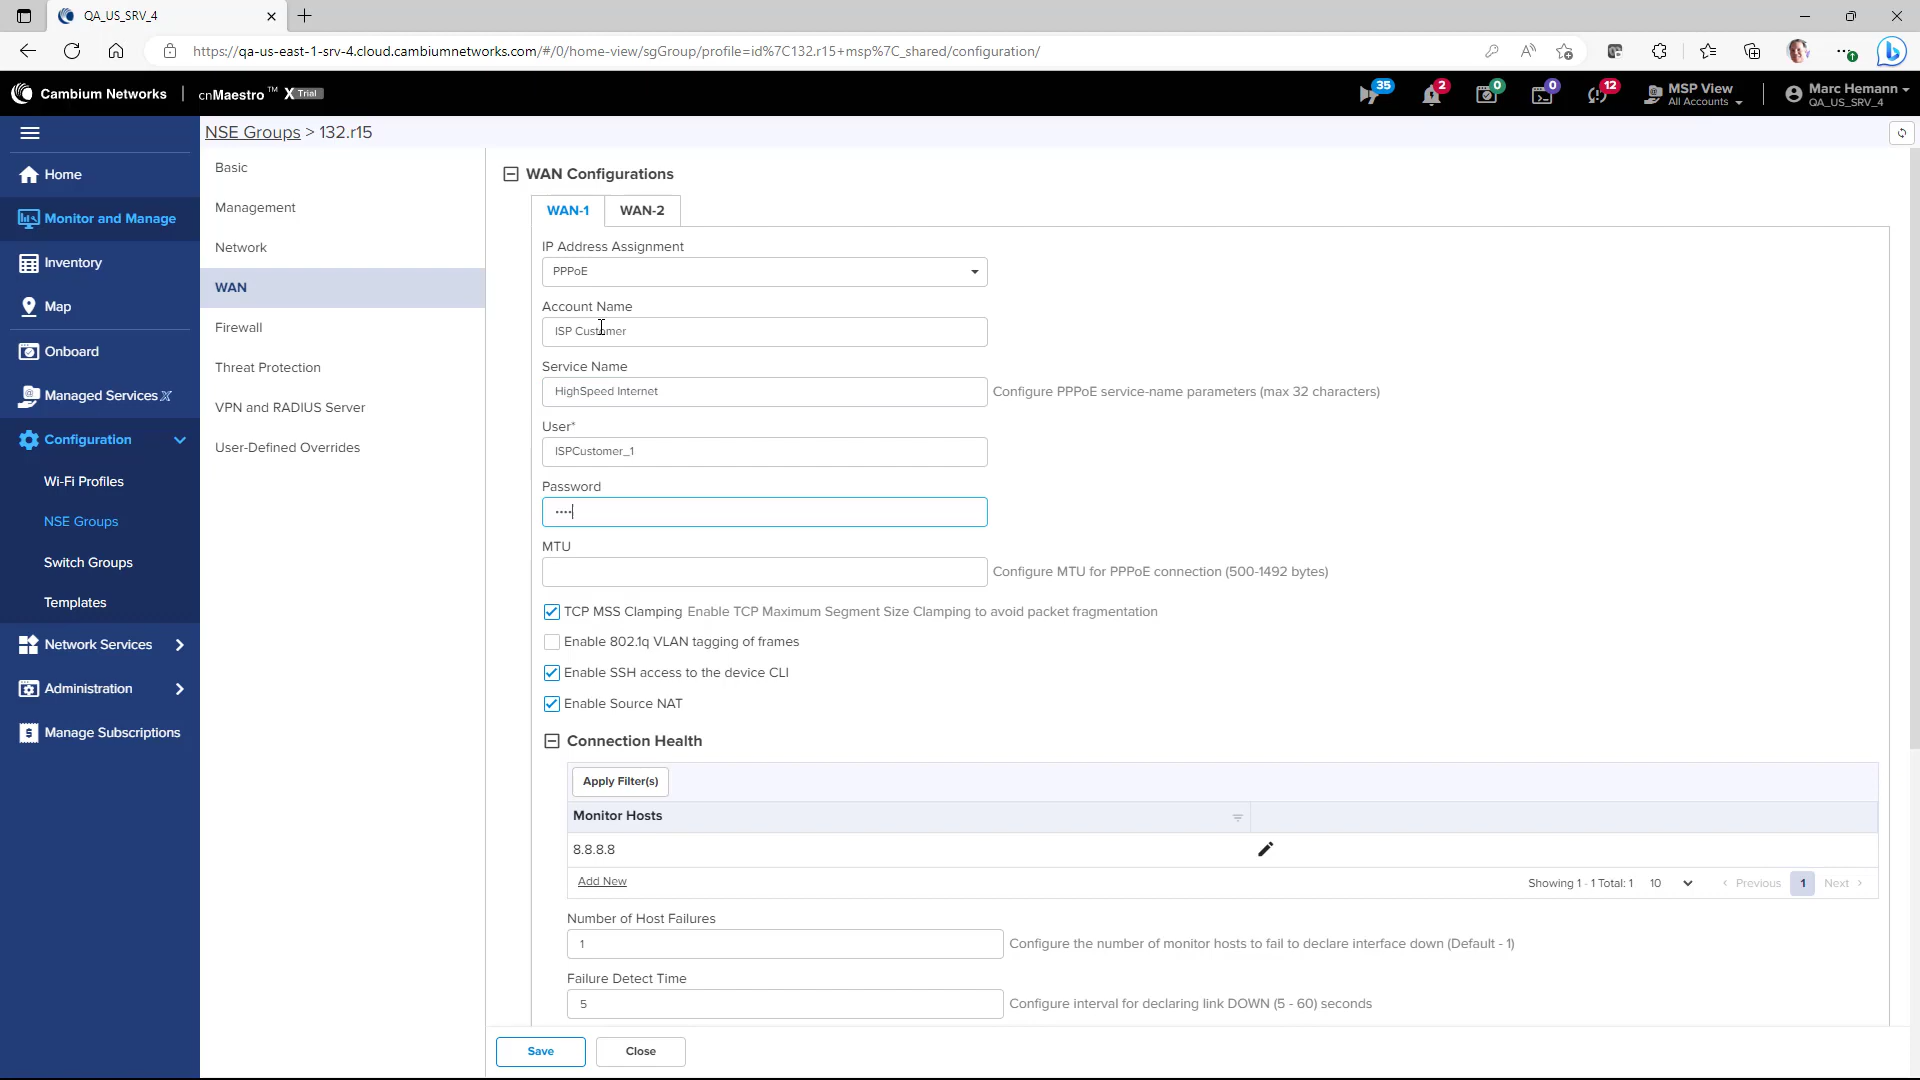 QA_US_SRV_4
https://qa-us-east-1-srv-4.cloud.cambiumnetworks.com/#/0/home-view/sgGroup/profile=id%7C132.r15+msp%7C_shared/configuration/
Cambium Networks | cnMaestro™ X Trial
35 2 0 0 12
MSP View
All Accounts
Marc Hemann
QA_US_SRV_4
NSE Groups > 132.r15
Home
Monitor and Manage
Inventory
Map
Onboard
Managed Services X
Configuration
Wi-Fi Profiles
NSE Groups
Switch Groups
Templates
Network Services
Administration
Manage Subscriptions
Basic
Management
Network
WAN
Firewall
Threat Protection
VPN and RADIUS Server
User-Defined Overrides
WAN Configurations
WAN-1 WAN-2
IP Address Assignment
PPPoE
Account Name
ISP Customer
Service Name
HighSpeed Internet Configure PPPoE service-name parameters (max 32 characters)
User*
ISPCustomer_1
Password
••••
MTU
Configure MTU for PPPoE connection (500-1492 bytes)
TCP MSS Clamping Enable TCP Maximum Segment Size Clamping to avoid packet fragmentation
Enable 802.1q VLAN tagging of frames
Enable SSH access to the device CLI
Enable Source NAT
Connection Health
Apply Filter(s)
Monitor Hosts
8.8.8.8
Add New Showing 1 - 1 Total: 1 10 < Previous 1 Next >
Number of Host Failures
1 Configure the number of monitor hosts to fail to declare interface down (Default - 1)
Failure Detect Time
5 Configure interval for declaring link DOWN (5 - 60) seconds
Save Close